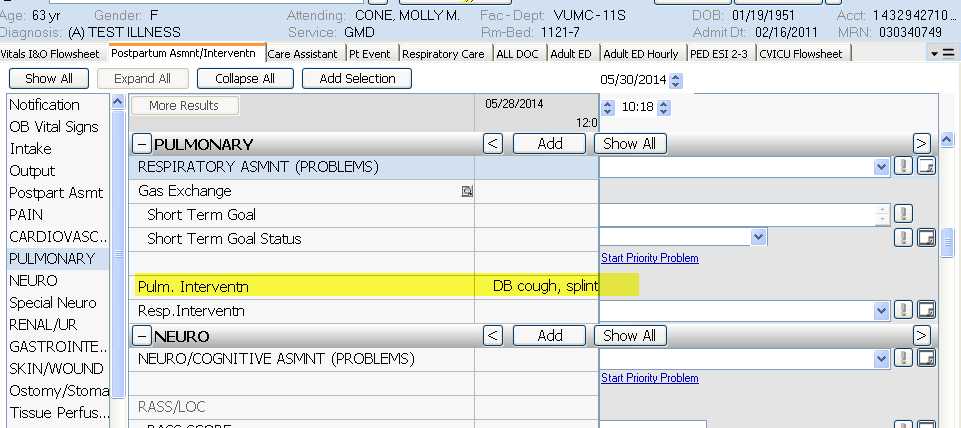 Age: 63 yr Gender: F Attending: CONE, MOLLY M. Fac - Dept: VUMC - 11S DOB: 01/19/1951 Acct: 1432942710...
Diagnosis: (A) TEST ILLNESS Service: GMD Rm-Bed: 1121-7 Admit Dt: 02/16/2011 MRN: 030340749
Vitals I&O Flowsheet Postpartum Asmnt/Interventn Care Assistant Pt Event Respiratory Care ALL DOC Adult ED Adult ED Hourly PED ESI 2-3 CVICU Flowsheet
Show All Expand All Collapse All Add Selection 05/30/2014
Notification More Results 05/28/2014 10:18
OB Vital Signs 12:0
Intake PULMONARY < Add Show All >
Output RESPIRATORY ASMNT (PROBLEMS)
Postpart Asmt Gas Exchange
PAIN Short Term Goal
CARDIOVASC... Short Term Goal Status
PULMONARY Start Priority Problem
NEURO Pulm. Interventn DB cough, splint
Special Neuro Resp.Interventn
RENAL/UR NEURO < Add Show All >
GASTROINTE... NEURO/COGNITIVE ASMNT (PROBLEMS)
SKIN/WOUND Start Priority Problem
Ostomy/Stoma RASS/LOC
Tissue Perfus...